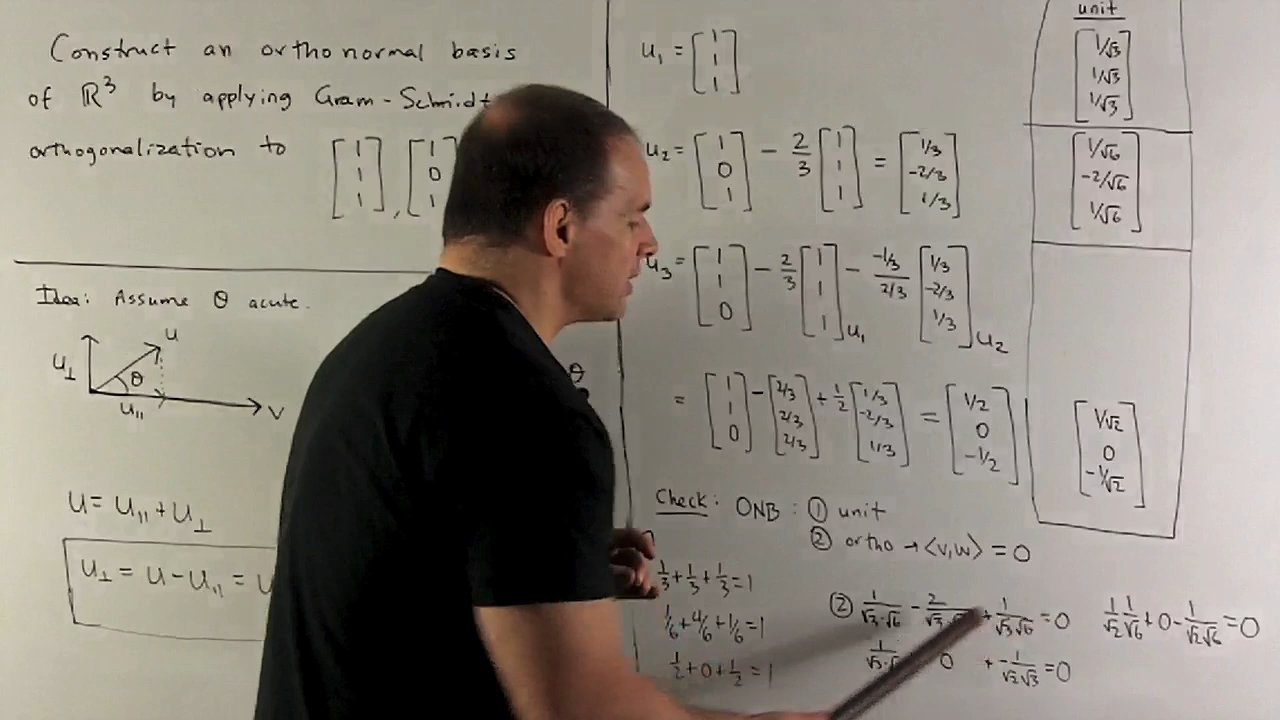 Construct an orthonormal basis
of ℝ³ by applying Gram-Schmidt
orthogonalization to [1 1 1], [1 0 1]
Idea: Assume θ acute.
u
u⊥
θ
u∥
v
u = u∥ + u⊥
u⊥ = u - u∥ =
θ
u₁ = [1 1 1]
u₂ = [1 0 1] - 2/3 [1 1 1] = [1/3 -2/3 1/3]
u₃ = [1 1 0] - 2/3 [1 1 1]u₁ - (-1/3)/(2/3) [1/3 -2/3 1/3]u₂
= [1 1 0] - [2/3 2/3 2/3] + 1/2 [1/3 -2/3 1/3] = [1/2 0 -1/2]
unit
[1/√3 1/√3 1/√3]
[1/√6 -2/√6 1/√6]
[1/√2 0 -1/√2]
Check: ONB: ① unit
② ortho → ⟨v,w⟩ = 0
1/3 + 1/3 + 1/3 = 1
1/6 + 4/6 + 1/6 = 1
1/2 + 0 + 1/2 = 1
② 1/(√3·√6) - 2/(√3 + 1/(√3√6) = 0
0 + -1/(√2√3) = 0
1/√2 1/√6 + 0 - 1/(√2√6) = 0